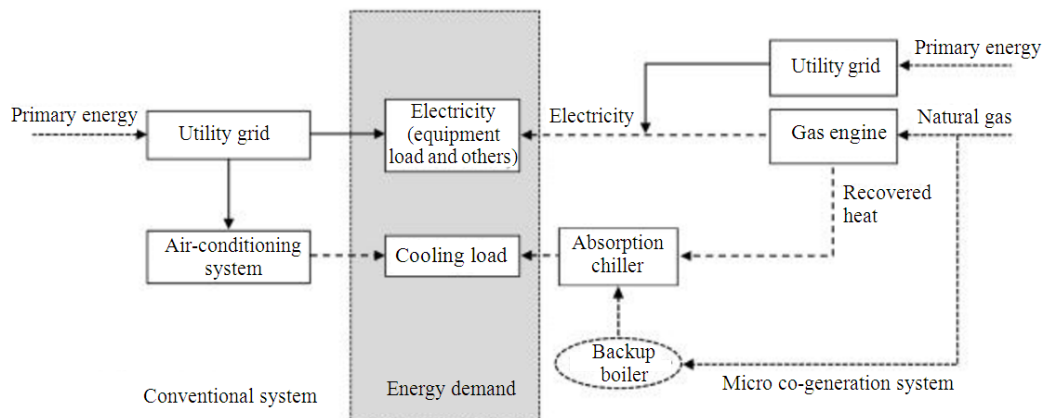 Primary energy
Utility grid
Air-conditioning
system
Conventional system
Electricity
(equipment
load and others)
Cooling load
Energy demand
Electricity
Utility grid
Primary energy
Gas engine
Natural gas
Recovered
heat
Absorption
chiller
Backup
boiler
Micro co-generation system